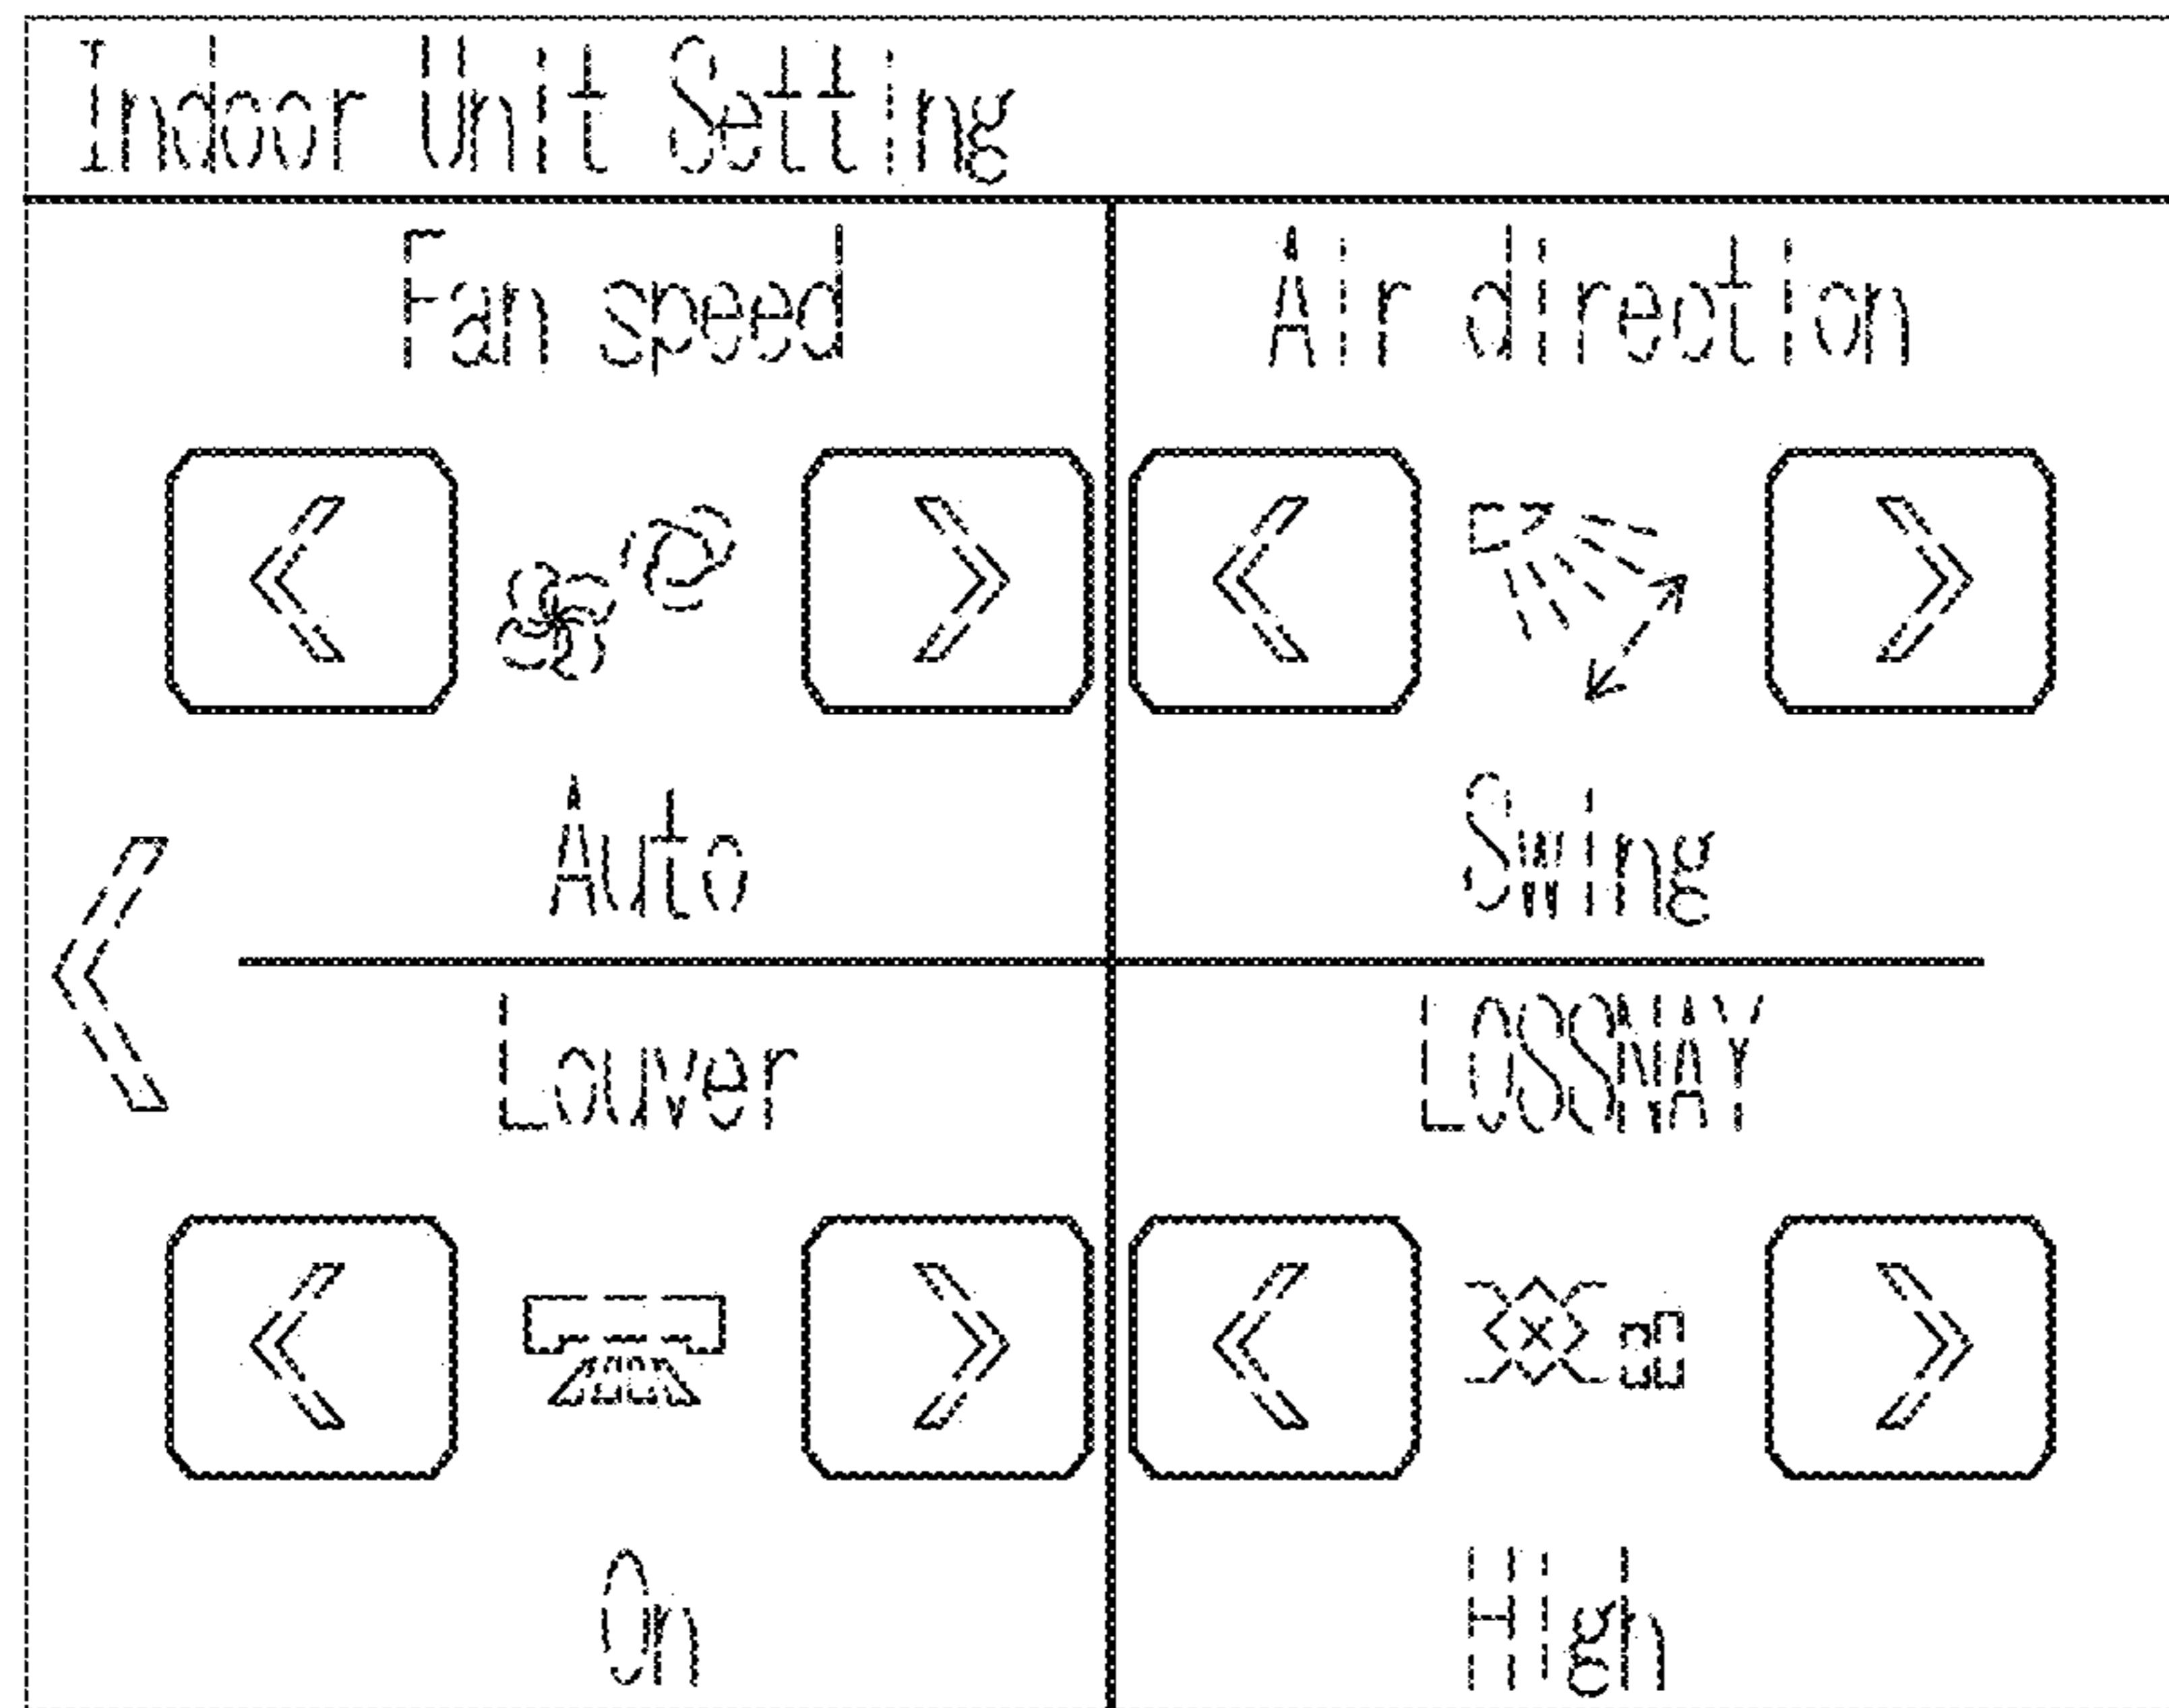 Indoor Unit Setting
Fan speed
Air direction
Auto
Swing
Louver
LOSSNAY
On
High